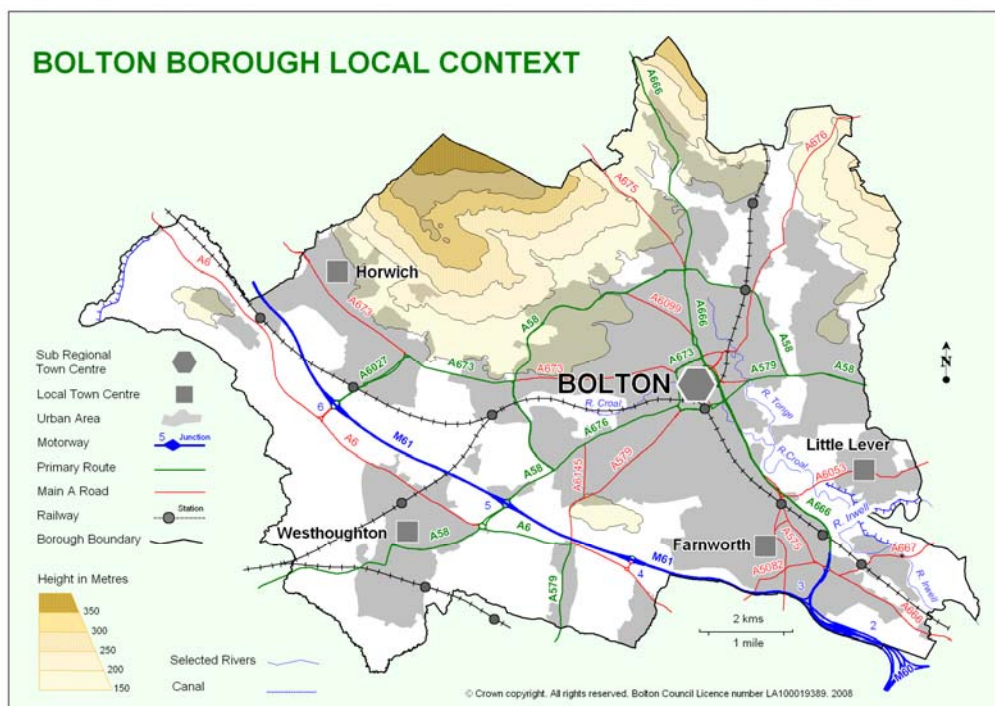 BOLTON BOROUGH LOCAL CONTEXT
A666
A676
A675
Horwich
A6
A673
A58
A6099
A666
A6027
A673
A673
A673
A579
A58
A58
BOLTON
R. Croal
R. Tonge
6
M61
A6
A676
A579
A6145
A58
R.Croal
Little Lever
A6053
A666
R. Irwell
5
Westhoughton
A58
A6
A579
4
M61
Farnworth
A575
A5082
A667
R. Irwell
A666
3
2
M60
N
Sub Regional
Town Centre
Local Town Centre
Urban Area
Motorway
5 Junction
Primary Route
Main A Road
Railway
Station
Borough Boundary
Height in Metres
350
300
250
200
150
Selected Rivers
Canal
2 kms
1 mile
© Crown copyright. All rights reserved. Bolton Council Licence number LA100019389. 2008